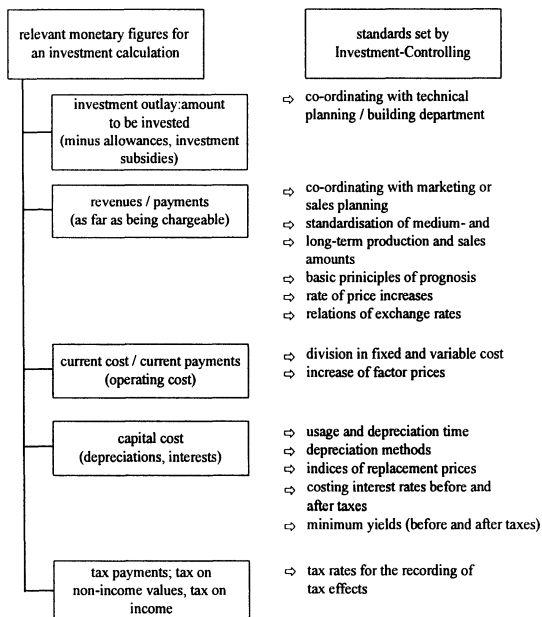 relevant monetary figures for
an investment calculation
standards set by
Investment-Controlling
investment outlay:amount
to be invested
(minus allowances, investment
subsidies)
⇨ co-ordinating with technical
planning / building department
revenues / payments
(as far as being chargeable)
⇨ co-ordinating with marketing or
sales planning
⇨ standardisation of medium- and
⇨ long-term production and sales
amounts
⇨ basic priniciples of prognosis
⇨ rate of price increases
⇨ relations of exchange rates
current cost / current payments
(operating cost)
⇨ division in fixed and variable cost
⇨ increase of factor prices
capital cost
(depreciations, interests)
⇨ usage and depreciation time
⇨ depreciation methods
⇨ indices of replacement prices
⇨ costing interest rates before and
after taxes
⇨ minimum yields (before and after taxes)
tax payments; tax on
non-income values, tax on
income
⇨ tax rates for the recording of
tax effects